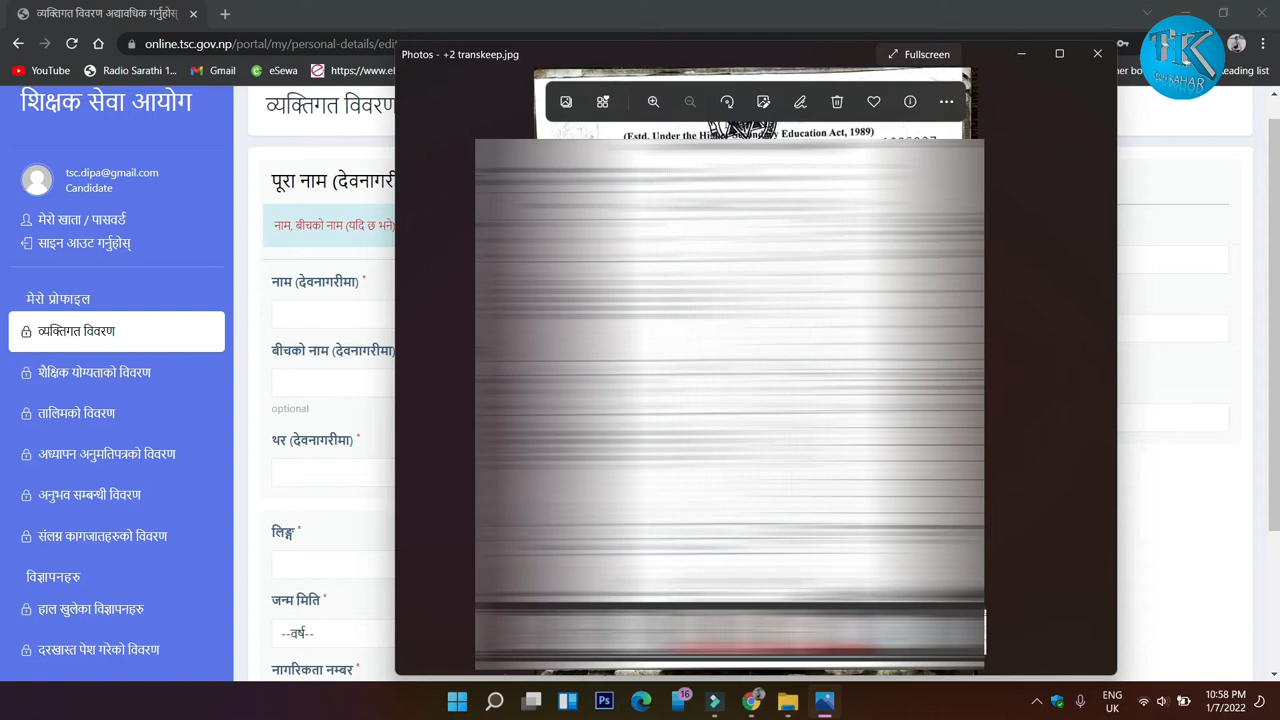 व्यक्तिगत विवरण अद्यावधिक गर्नुहोस्
online.tsc.gov.np/portal/my/personal-details/edi
YouTube
Radio Sarathi 101...
Gmail
eSewa
https://www.el
eading list
TK
शिक्षक सेवा आयोग
tsc.dipa@gmail.com
Candidate
मेरो खाता / पासवर्ड
साइन आउट गर्नुहोस्
मेरो प्रोफाइल
व्यक्तिगत विवरण
शैक्षिक योग्यताको विवरण
तालिमको विवरण
अध्यापन अनुमतिपत्रको विवरण
अनुभव सम्बन्धी विवरण
संलग्न कागजातहरुको विवरण
विज्ञापनहरु
हाल खुलेका विज्ञापनहरु
दरखास्त पेश गरेको विवरण
व्यक्तिगत विवरण
पूरा नाम (देवनागरी
नाम, बीचको नाम (यदि छ भने)
नाम (देवनागरीमा) *
बीचको नाम (देवनागरीमा)
optional
थर (देवनागरीमा) *
लिङ्ग *
जन्म मिति *
--वर्ष--
नागरिकता नम्बर *
Photos - +2 transkeep.jpg
Fullscreen
(Estd. Under the Higher Secondary Education Act, 1989)
16
ENG
UK
10:58 PM
1/7/2022